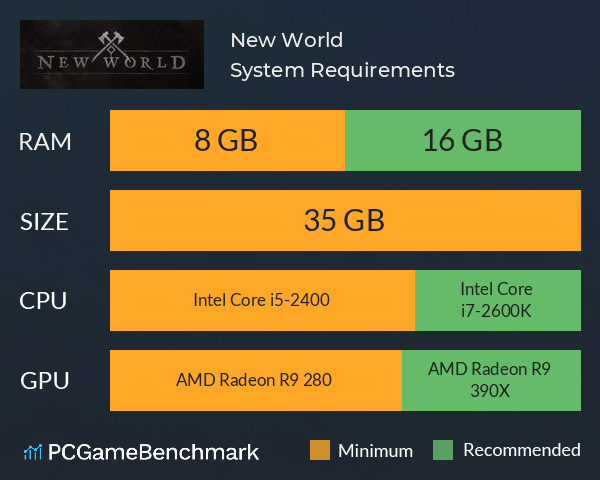 NEW WORLD
New World
System Requirements
RAM
8 GB
16 GB
SIZE
35 GB
CPU
Intel Core i5-2400
Intel Core
i7-2600K
GPU
AMD Radeon R9 280
AMD Radeon R9
390X
PCGameBenchmark
Minimum
Recommended